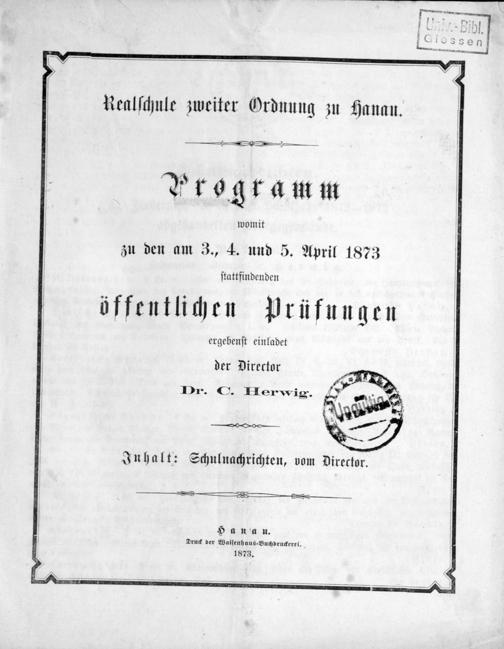 Univ.-Bibl.
Giessen
Realschule zweiter Ordnung zu Hanau.
Programm
womit
zu den am 3., 4. und 5. April 1873
stattfindenden
öffentlichen Prüfungen
ergebenst einladet
der Director
Dr. C. Herwig.
Ungültig.
Inhalt: Schulnachrichten, vom Director.
Hanau.
Druck der Waisenhaus-Buchdruckerei.
1873.